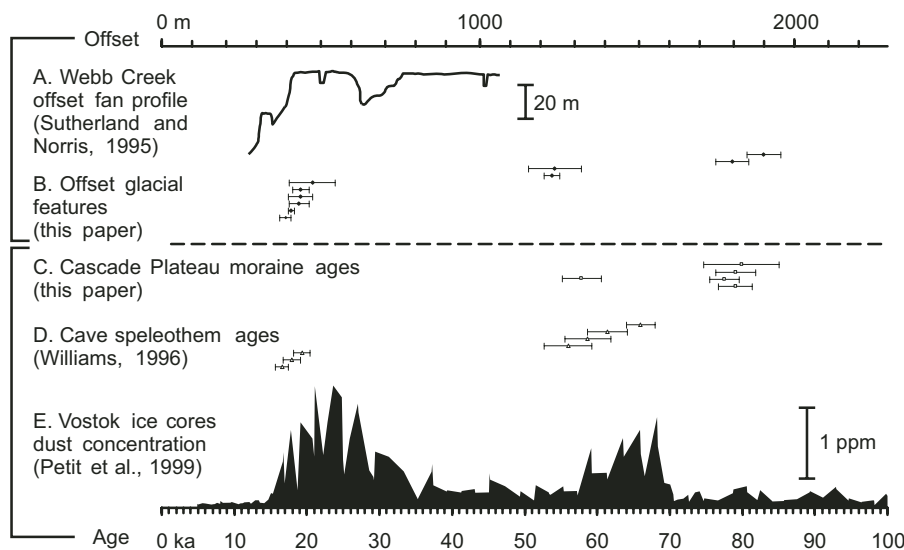 0 m 1000 2000
Offset
A. Webb Creek
offset fan profile
(Sutherland and
Norris, 1995)
20 m
B. Offset glacial
features
(this paper)
C. Cascade Plateau moraine ages
(this paper)
D. Cave speleothem ages
(Williams, 1996)
E. Vostok ice cores
dust concentration
(Petit et al., 1999)
1 ppm
Age 0 ka 10 20 30 40 50 60 70 80 90 100